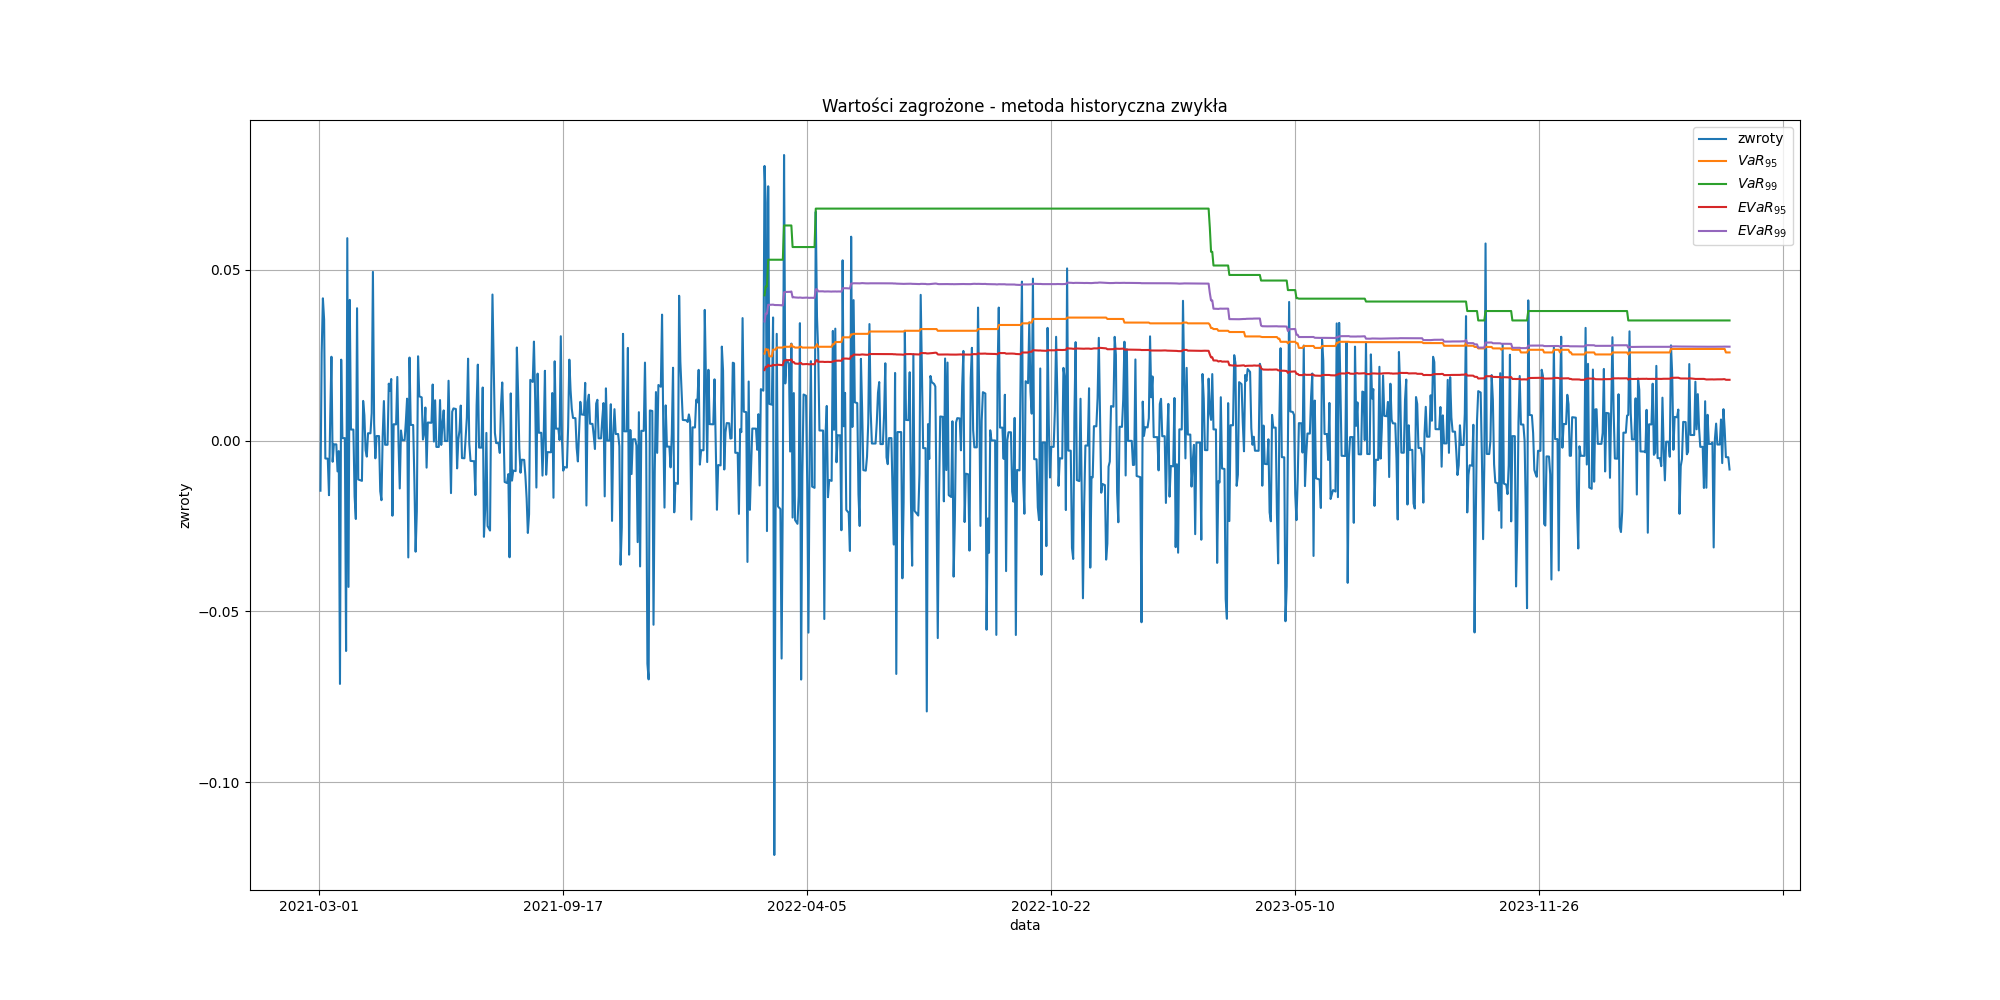 Wartości zagrożone - metoda historyczna zwykła
zwroty
VaR95
VaR99
EVaR95
EVaR99
0.05
0.00
−0.05
−0.10
zwroty
2021-03-01
2021-09-17
2022-04-05
2022-10-22
2023-05-10
2023-11-26
data